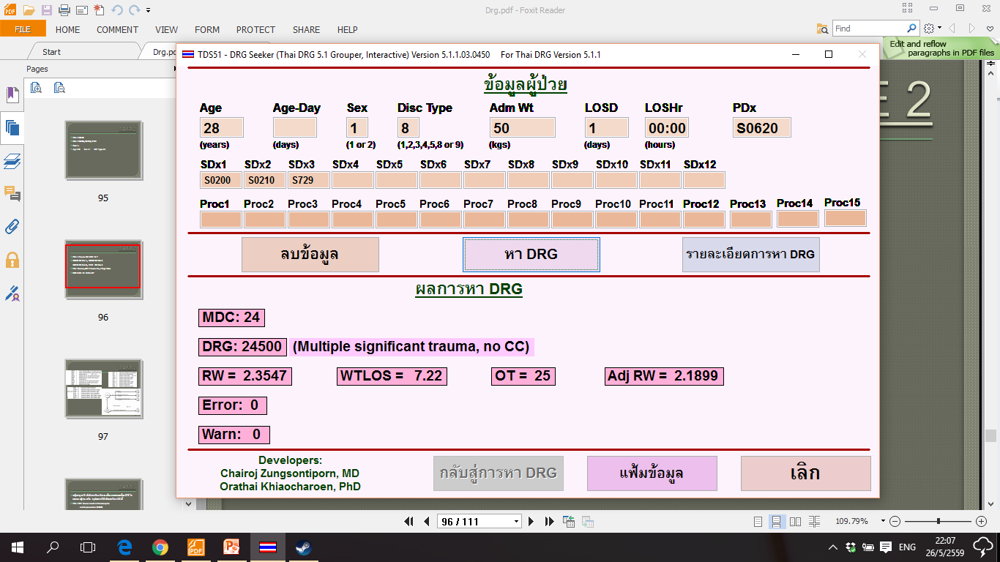 Drg.pdf - Foxit Reader
FILE HOME COMMENT VIEW FORM PROTECT SHARE HELP
Find
Start
Drg.pd
Edit and reflow
paragraphs in PDF files
Pages
TDS51 - DRG Seeker (Thai DRG 5.1 Grouper, Interactive) Version 5.1.1.03.0450 For Thai DRG Version 5.1.1
E 2
ข้อมูลผู้ป่วย
Age Age-Day Sex Disc Type Adm Wt LOSD LOSHr PDx
28 1 8 50 1 00:00 S0620
(years) (days) (1 or 2) (1,2,3,4,5,8 or 9) (kgs) (days) (hours)
SDx1 SDx2 SDx3 SDx4 SDx5 SDx6 SDx7 SDx8 SDx9 SDx10 SDx11 SDx12
S0200 S0210 S729
Proc1 Proc2 Proc3 Proc4 Proc5 Proc6 Proc7 Proc8 Proc9 Proc10 Proc11 Proc12 Proc13 Proc14 Proc15
ลบข้อมูล หา DRG รายละเอียดการหา DRG
ผลการหา DRG
MDC: 24
DRG: 24500 (Multiple significant trauma, no CC)
RW = 2.3547 WTLOS = 7.22 OT = 25 Adj RW = 2.1899
Error: 0
Warn: 0
Developers:
Chairoj Zungsontiporn, MD
Orathai Khiaocharoen, PhD
กลับสู่การหา DRG แฟ้มข้อมูล เลิก
95
96
97
96 / 111
109.79%
ENG
22:07
26/5/2559